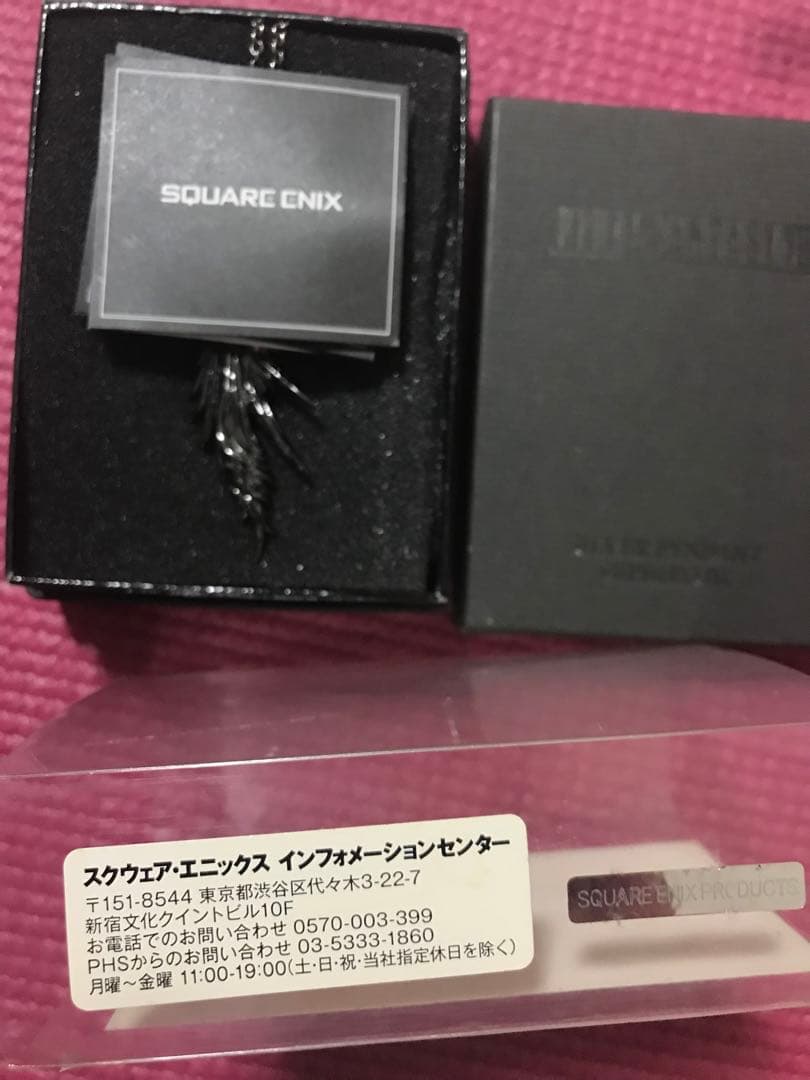 SQUARE ENIX
FINAL FANTASY
スクウェア・エニックス インフォメーションセンター
〒151-8544 東京都渋谷区代々木3-22-7
新宿文化クイントビル10F
お電話でのお問い合わせ 0570-003-399
PHSからのお問い合わせ 03-5333-1860
月曜～金曜 11:00-19:00(土・日・祝・当社指定休日を除く)
SQUARE ENIX PRODUCTS